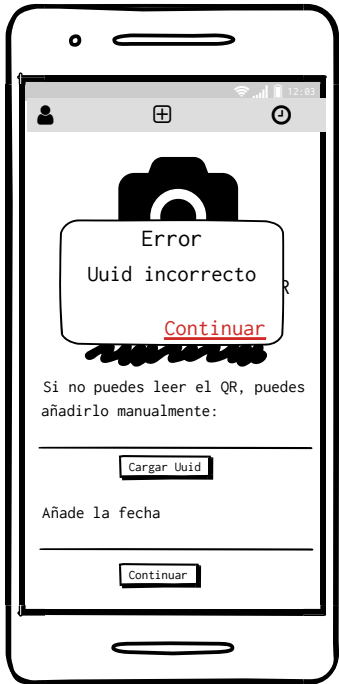 12:03
Error
Uuid incorrecto
R
Continuar
Si no puedes leer el QR, puedes
añadirlo manualmente:
Cargar Uuid
Añade la fecha
Continuar